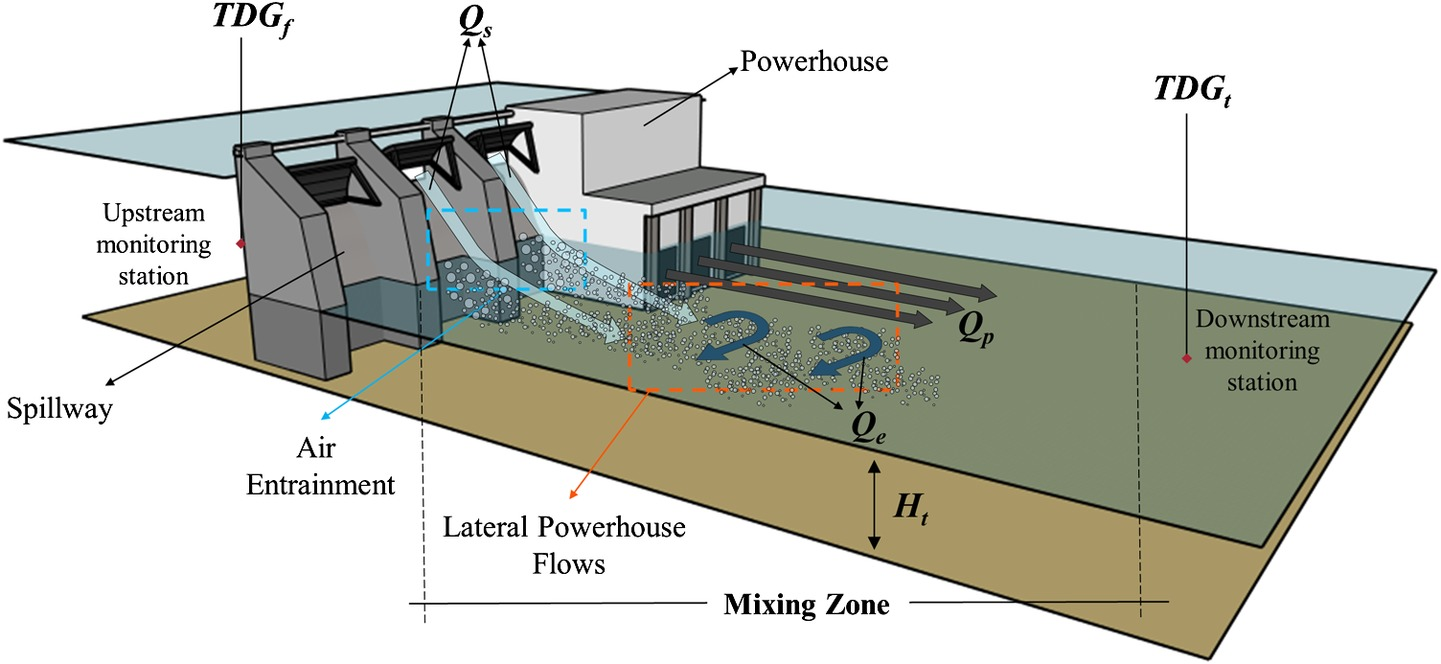 TDGf
Qs
Powerhouse
TDGt
Upstream
monitoring
station
Qp
Downstream
monitoring
station
Spillway
Air
Entrainment
Qe
Lateral Powerhouse
Flows
Ht
Mixing Zone